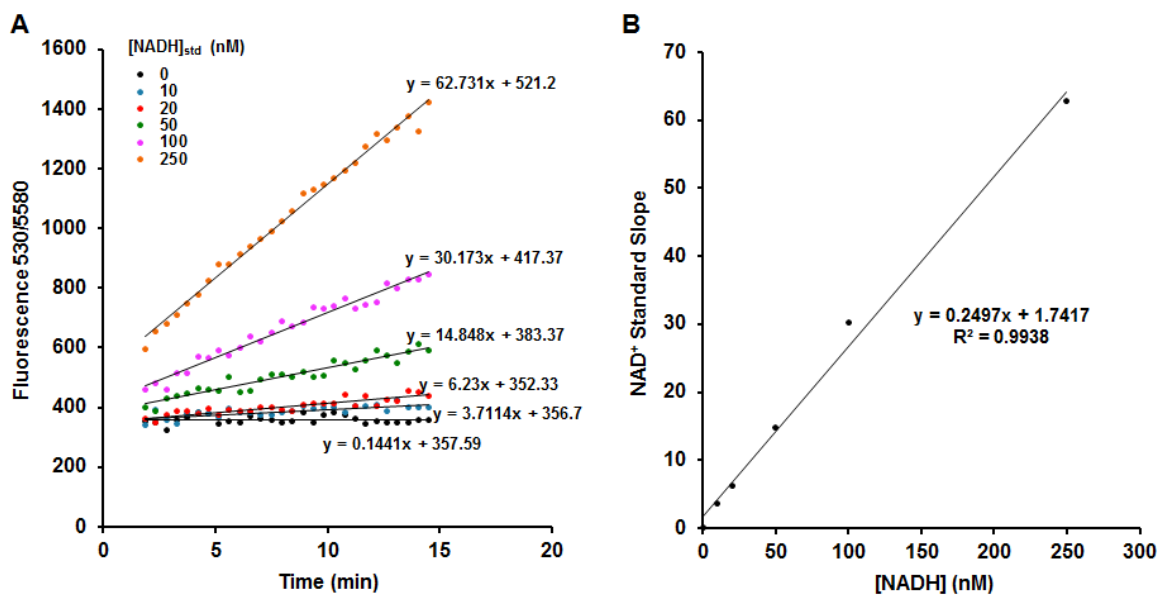 A
[NADH]std (nM)
0
10
20
50
100
250
1600
1400
1200
1000
800
600
400
200
0
Fluorescence 530/5580
0
5
10
15
20
Time (min)
y = 62.731x + 521.2
y = 30.173x + 417.37
y = 14.848x + 383.37
y = 6.23x + 352.33
y = 3.7114x + 356.7
y = 0.1441x + 357.59
B
70
60
50
40
30
20
10
0
NAD⁺ Standard Slope
y = 0.2497x + 1.7417
R² = 0.9938
0
50
100
150
200
250
300
[NADH] (nM)